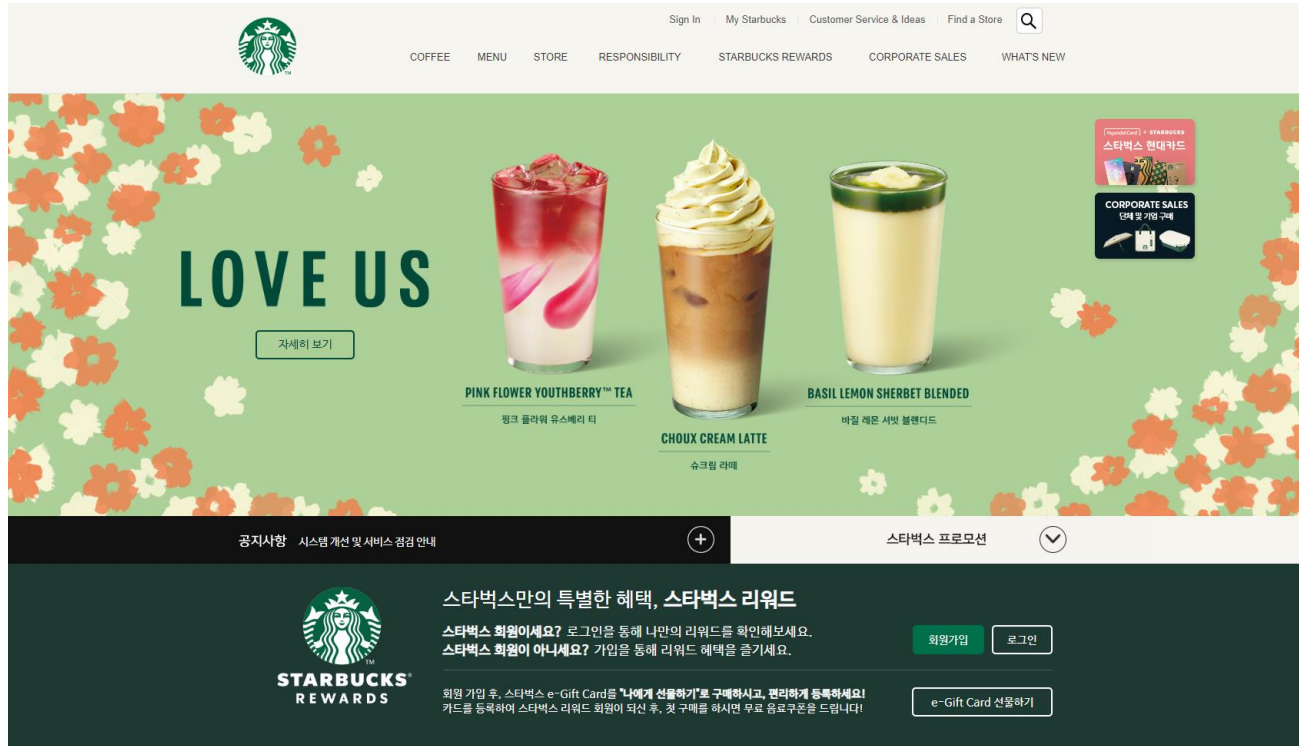 Sign In
My Starbucks
Customer Service & Ideas
Find a Store
COFFEE
MENU
STORE
RESPONSIBILITY
STARBUCKS REWARDS
CORPORATE SALES
WHAT'S NEW
HyundaiCard × STARBUCKS
스타벅스 현대카드
CORPORATE SALES
단체 및 기업 구매
LOVE US
자세히 보기
PINK FLOWER YOUTHBERRY™ TEA
핑크 플라워 유스베리 티
CHOUX CREAM LATTE
슈크림 라떼
BASIL LEMON SHERBET BLENDED
바질 레몬 셔벗 블렌디드
공지사항 시스템 개선 및 서비스 점검 안내
스타벅스 프로모션
STARBUCKS®
REWARDS
스타벅스만의 특별한 혜택, 스타벅스 리워드
스타벅스 회원이세요? 로그인을 통해 나만의 리워드를 확인해보세요.
스타벅스 회원이 아니세요? 가입을 통해 리워드 혜택을 즐기세요.
회원가입
로그인
회원 가입 후, 스타벅스 e-Gift Card를 "나에게 선물하기"로 구매하시고, 편리하게 등록하세요!
카드를 등록하여 스타벅스 리워드 회원이 되신 후, 첫 구매를 하시면 무료 음료쿠폰을 드립니다!
e-Gift Card 선물하기